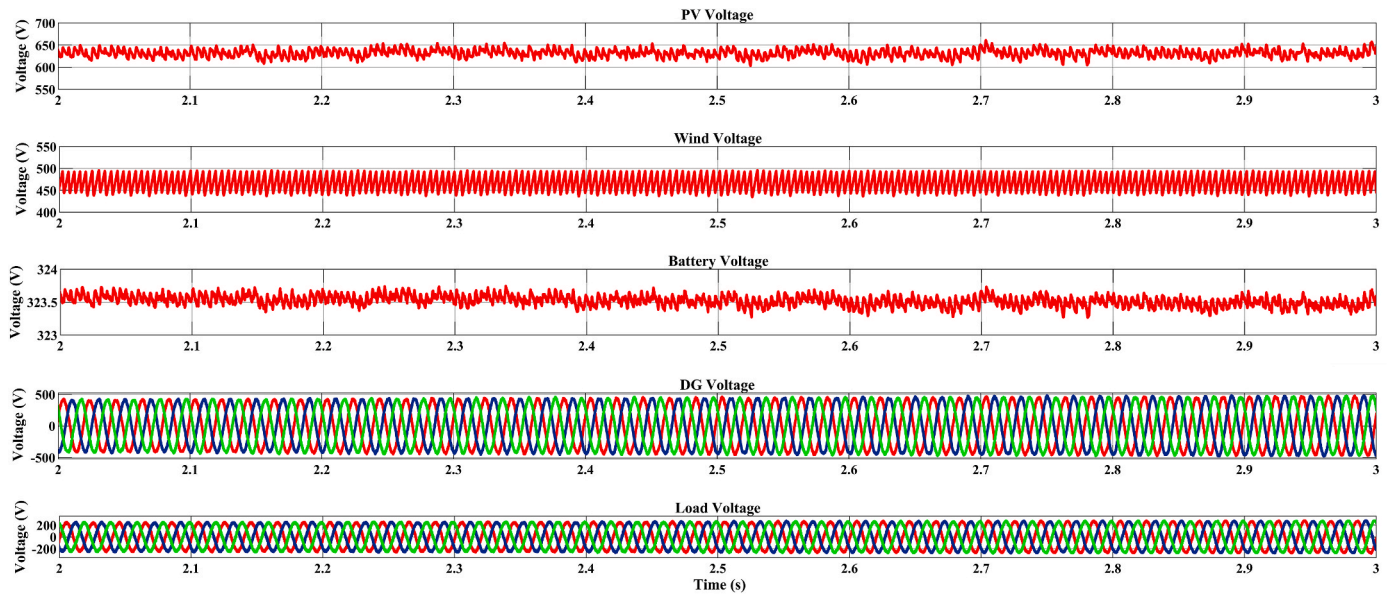 PV Voltage
Voltage (V)
700
650
600
550
2 2.1 2.2 2.3 2.4 2.5 2.6 2.7 2.8 2.9 3
Wind Voltage
Voltage (V)
550
500
450
400
2 2.1 2.2 2.3 2.4 2.5 2.6 2.7 2.8 2.9 3
Battery Voltage
Voltage (V)
324
323.5
323
2 2.1 2.2 2.3 2.4 2.5 2.6 2.7 2.8 2.9 3
DG Voltage
Voltage (V)
500
0
-500
2 2.1 2.2 2.3 2.4 2.5 2.6 2.7 2.8 2.9 3
Load Voltage
Voltage (V)
200
0
-200
2 2.1 2.2 2.3 2.4 2.5 2.6 2.7 2.8 2.9 3
Time (s)